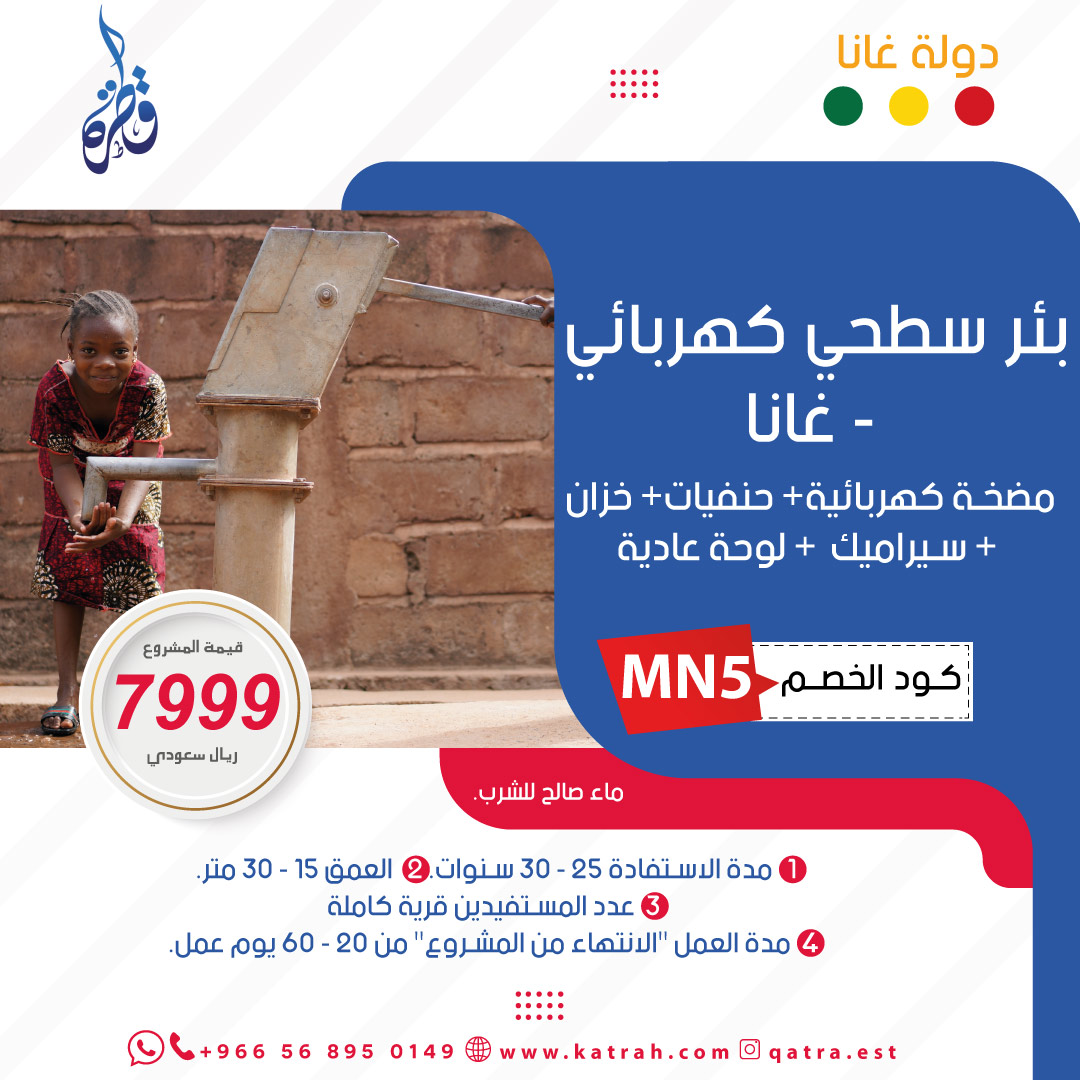 قطرة
دولة غانا
بئر سطحي كهربائي
- غانا
مضخة كهربائية+ حنفيات+ خزان
+ سيراميك + لوحة عادية
كود الخصم MN5
قيمة المشروع
7999
ريال سعودي
ماء صالح للشرب.
1 مدة الاستفادة 25 - 30 سنوات. 2 العمق 15 - 30 متر.
3 عدد المستفيدين قرية كاملة
4 مدة العمل "الانتهاء من المشروع" من 20 - 60 يوم عمل.
+966 56 895 0149 www.katrah.com qatra.est